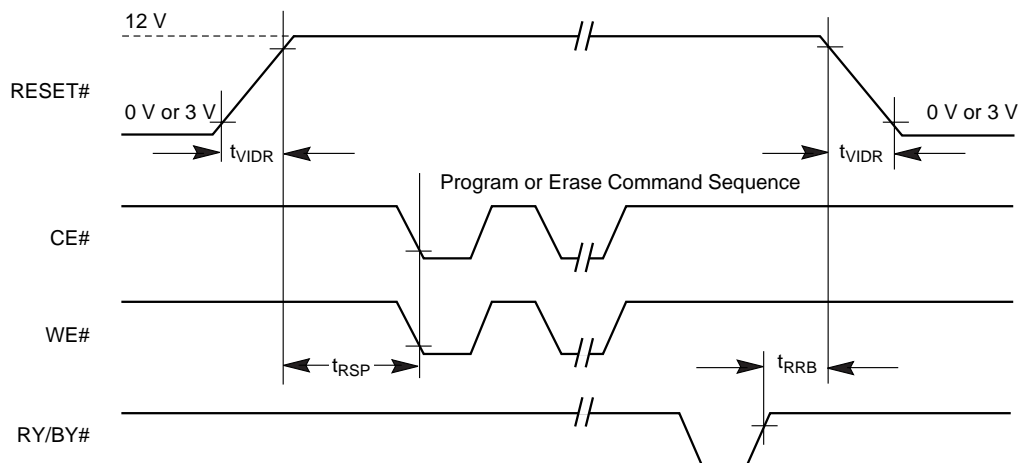 12 V
RESET#
0 V or 3 V
0 V or 3 V
tVIDR
tVIDR
Program or Erase Command Sequence
CE#
WE#
tRSP
tRRB
RY/BY#